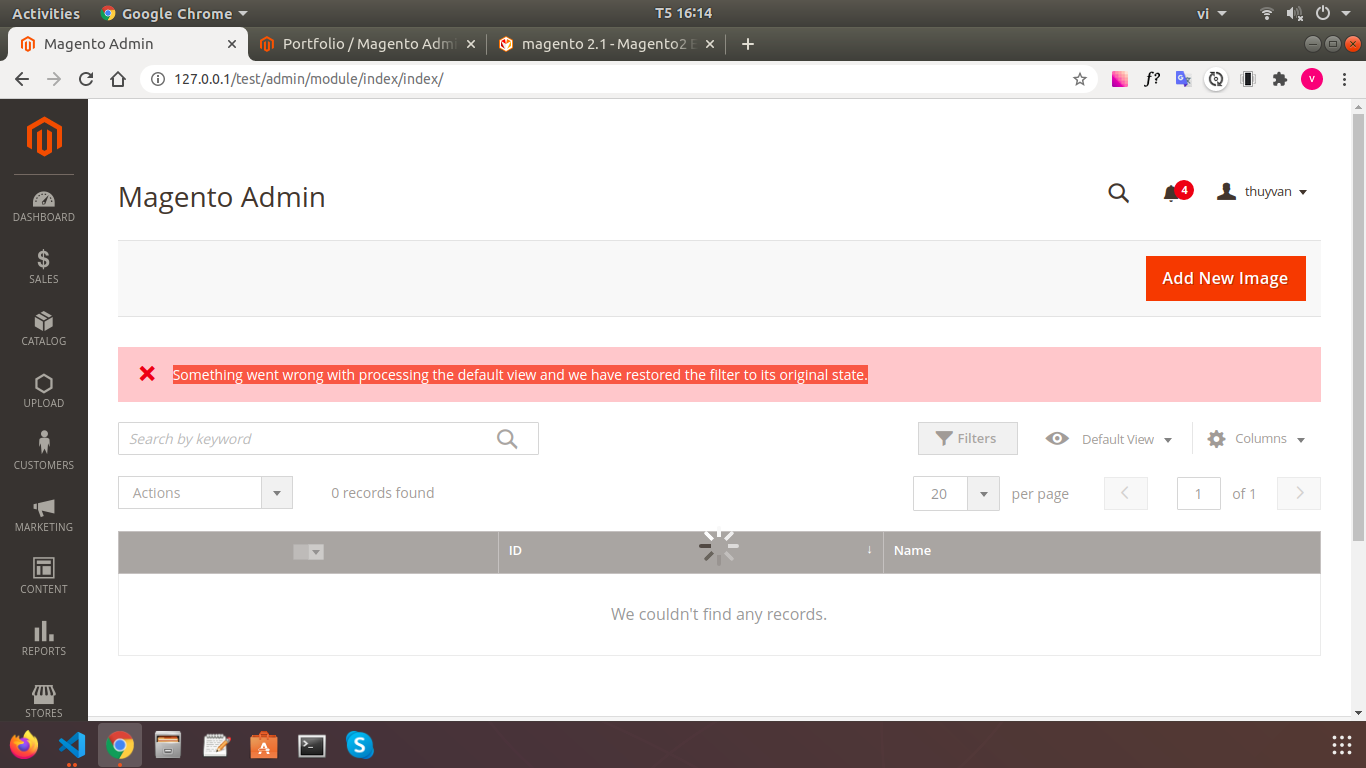 Activities
Google Chrome
T5 16:14
vi
Magento Admin
Portfolio / Magento Admi
magento 2.1 - Magento2 E
127.0.0.1/test/admin/module/index/index/
f?
V
DASHBOARD
SALES
CATALOG
UPLOAD
CUSTOMERS
MARKETING
CONTENT
REPORTS
STORES
Magento Admin
4
thuyvan
Add New Image
Something went wrong with processing the default view and we have restored the filter to its original state.
Search by keyword
Filters
Default View
Columns
Actions
0 records found
20
per page
1
of 1
ID
↓
Name
We couldn't find any records.